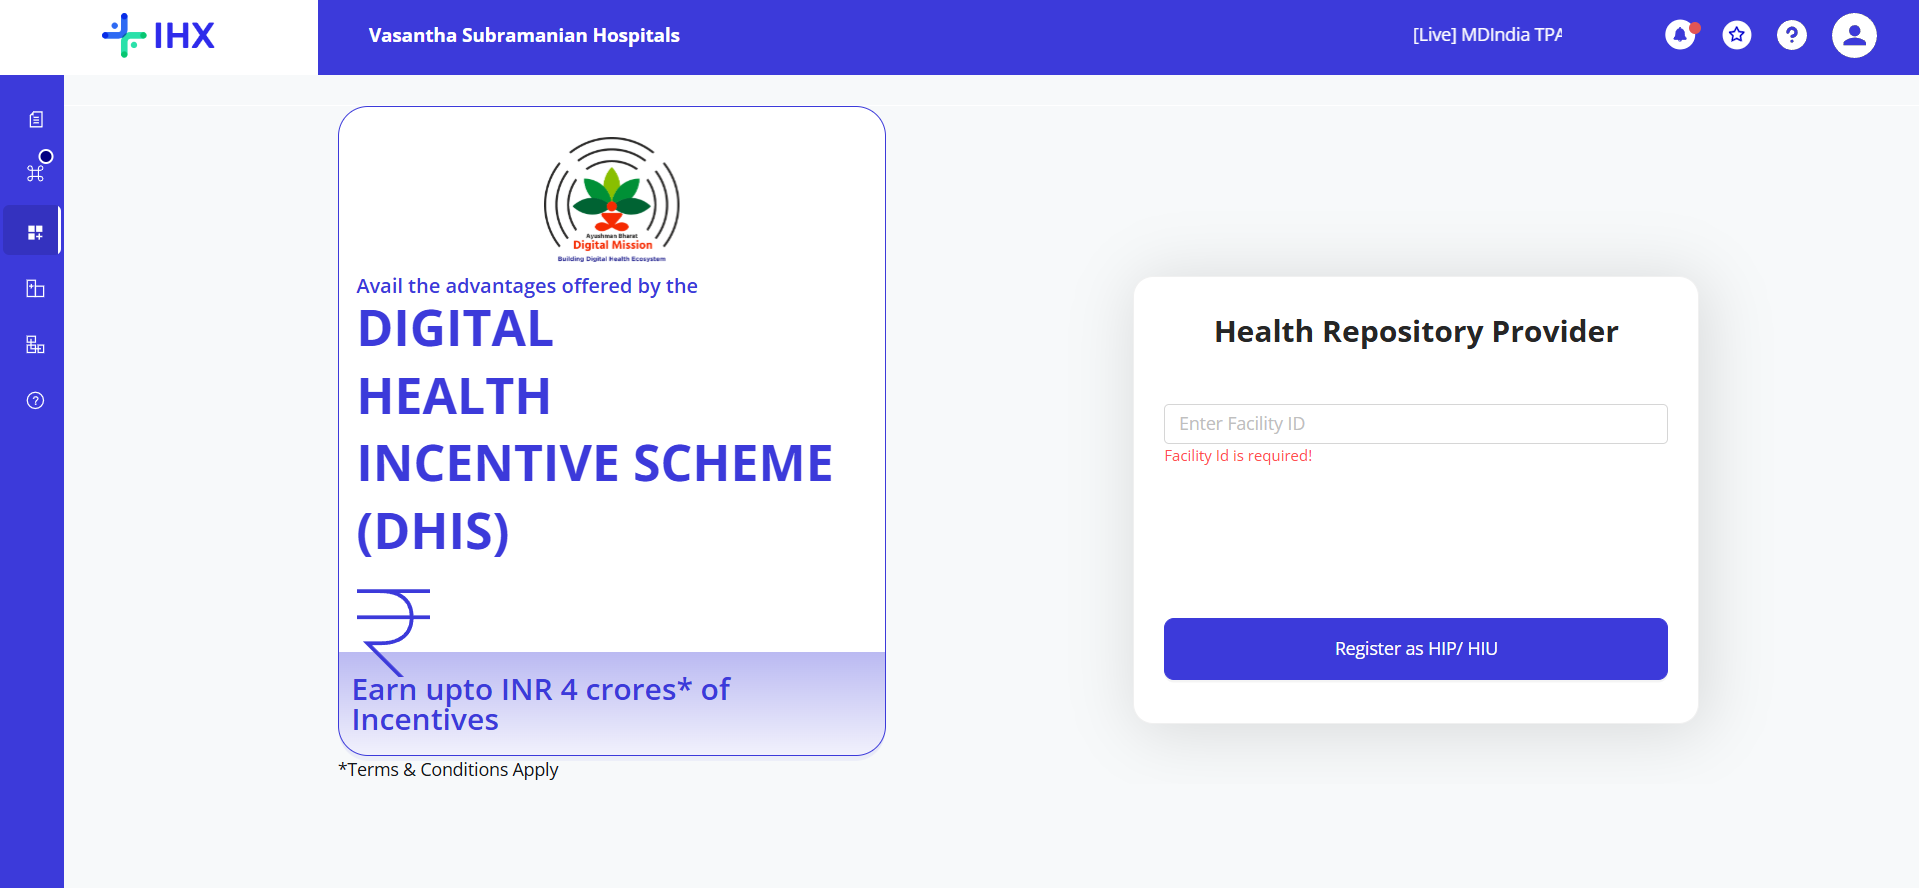 IHX
Vasantha Subramanian Hospitals
[Live] MDIndia TPA
Ayushman Bharat
Digital Mission
Building Digital Health Ecosystem
Avail the advantages offered by the
DIGITAL
HEALTH
INCENTIVE SCHEME
(DHIS)
₹
Earn upto INR 4 crores* of
Incentives
*Terms & Conditions Apply
Health Repository Provider
Enter Facility ID
Facility Id is required!
Register as HIP/ HIU